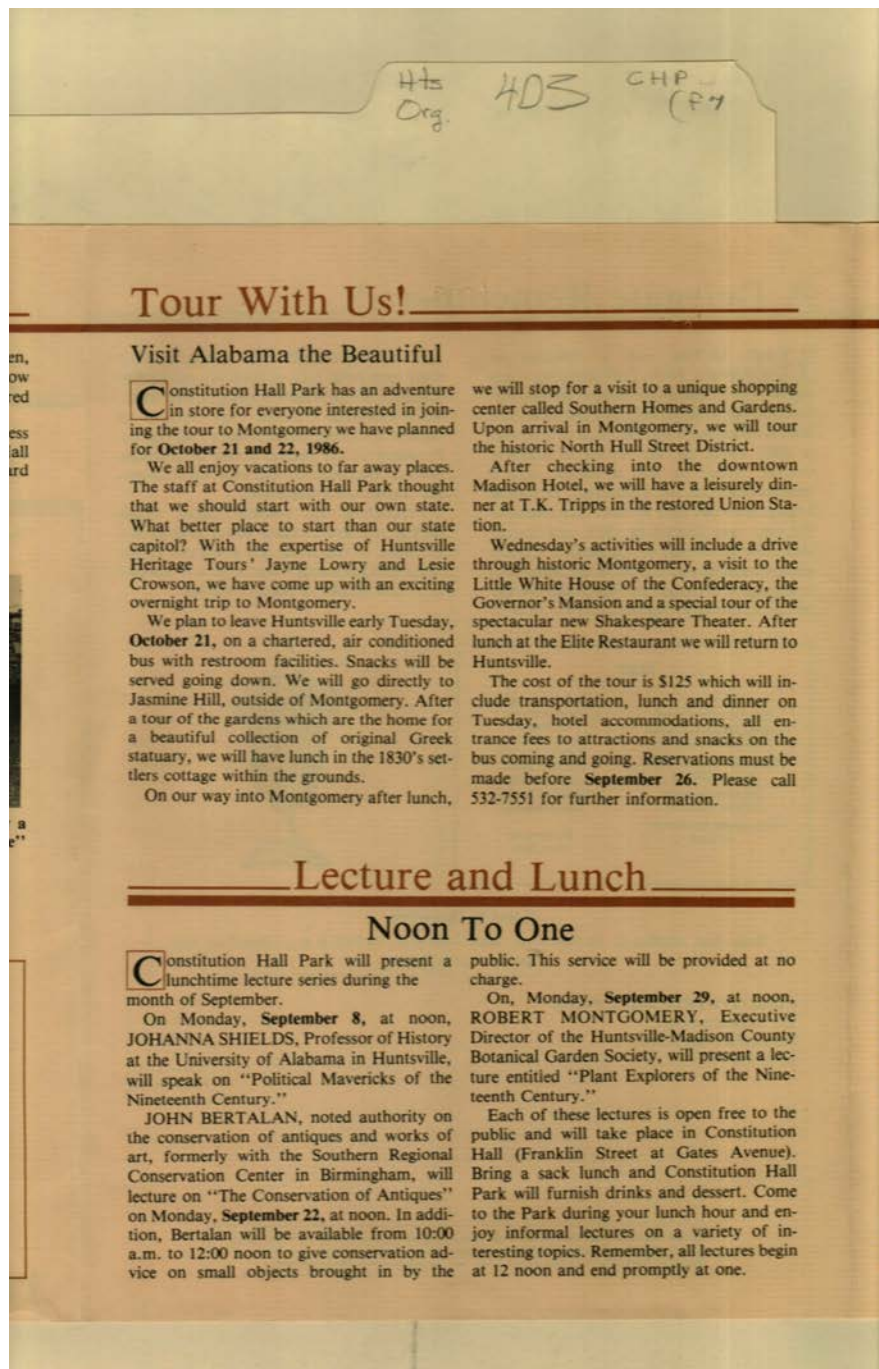 Hts
Org.
403
CHP
Tour With Us!
en,
ow
red
ess
all
ard
a
e"
Visit Alabama the Beautiful
Constitution Hall Park has an adventure
in store for everyone interested in join-
ing the tour to Montgomery we have planned
for October 21 and 22, 1986.
We all enjoy vacations to far away places.
The staff at Constitution Hall Park thought
that we should start with our own state.
What better place to start than our state
capitol? With the expertise of Huntsville
Heritage Tours' Jayne Lowry and Lesie
Crowson, we have come up with an exciting
overnight trip to Montgomery.
We plan to leave Huntsville early Tuesday,
October 21, on a chartered, air conditioned
bus with restroom facilities. Snacks will be
served going down. We will go directly to
Jasmine Hill, outside of Montgomery. After
a tour of the gardens which are the home for
a beautiful collection of original Greek
statuary, we will have lunch in the 1830's set-
tlers cottage within the grounds.
On our way into Montgomery after lunch,
we will stop for a visit to a unique shopping
center called Southern Homes and Gardens.
Upon arrival in Montgomery, we will tour
the historic North Hull Street District.
After checking into the downtown
Madison Hotel, we will have a leisurely din-
ner at T.K. Tripps in the restored Union Sta-
tion.
Wednesday's activities will include a drive
through historic Montgomery, a visit to the
Little White House of the Confederacy, the
Governor's Mansion and a special tour of the
spectacular new Shakespeare Theater. After
lunch at the Elite Restaurant we will return to
Huntsville.
The cost of the tour is $125 which will in-
clude transportation, lunch and dinner on
Tuesday, hotel accommodations, all en-
trance fees to attractions and snacks on the
bus coming and going. Reservations must be
made before September 26. Please call
532-7551 for further information.
Lecture and Lunch
Noon To One
Constitution Hall Park will present a
lunchtime lecture series during the
month of September.
On Monday, September 8, at noon,
JOHANNA SHIELDS, Professor of History
at the University of Alabama in Huntsville,
will speak on "Political Mavericks of the
Nineteenth Century."
JOHN BERTALAN, noted authority on
the conservation of antiques and works of
art, formerly with the Southern Regional
Conservation Center in Birmingham, will
lecture on "The Conservation of Antiques"
on Monday, September 22, at noon. In addi-
tion, Bertalan will be available from 10:00
a.m. to 12:00 noon to give conservation ad-
vice on small objects brought in by the
public. This service will be provided at no
charge.
On, Monday, September 29, at noon,
ROBERT MONTGOMERY, Executive
Director of the Huntsville-Madison County
Botanical Garden Society, will present a lec-
ture entitled "Plant Explorers of the Nine-
teenth Century."
Each of these lectures is open free to the
public and will take place in Constitution
Hall (Franklin Street at Gates Avenue).
Bring a sack lunch and Constitution Hall
Park will furnish drinks and dessert. Come
to the Park during your lunch hour and en-
joy informal lectures on a variety of in-
teresting topics. Remember, all lectures begin
at 12 noon and end promptly at one.